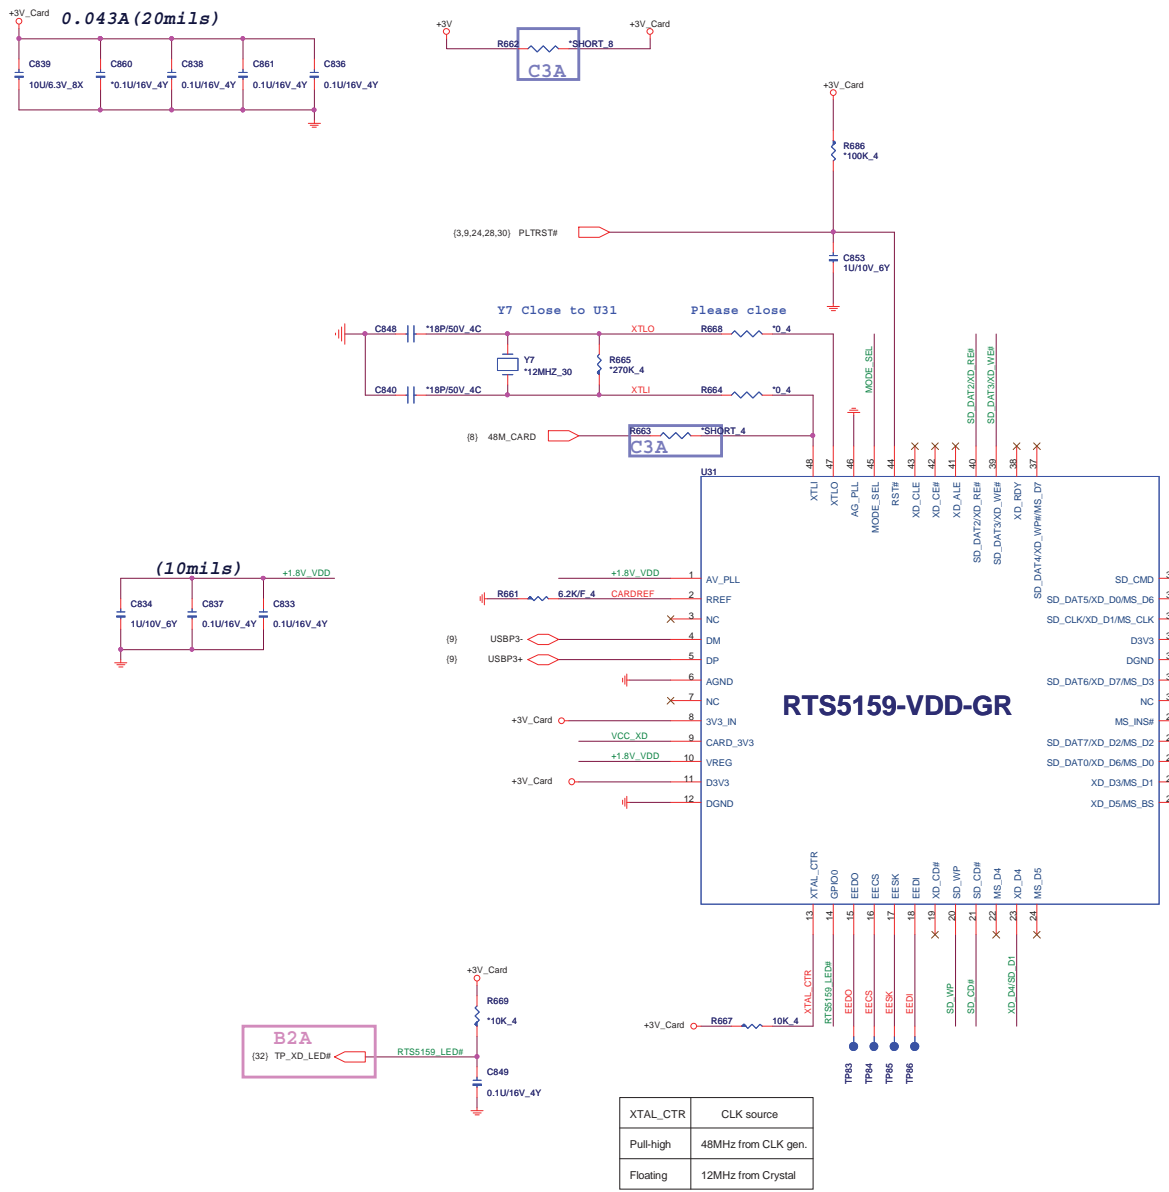 +3V_Card
0.043A(20mils)
C839
10U/6.3V_8X
C860
*0.1U/16V_4Y
C838
0.1U/16V_4Y
C861
0.1U/16V_4Y
C836
0.1U/16V_4Y
+3V
+3V_Card
R662
*SHORT_8
C3A
+3V_Card
R686
*100K_4
{3,9,24,28,30} PLTRST#
C853
1U/10V_6Y
Y7 Close to U31
Please close
C848
*18P/50V_4C
XTLO
R668
*0_4
Y7
*12MHZ_30
R665
*270K_4
C840
*18P/50V_4C
XTLI
R664
*0_4
{8} 48M_CARD
R663
*SHORT_4
C3A
MODE_SEL
SD_DAT2/XD_RE#
SD_DAT3/XD_WE#
U31
48
47
46
45
44
43
42
41
40
39
38
37
XTLI
XTLO
AG_PLL
MODE_SEL
RST#
XD_CLE
XD_CE#
XD_ALE
SD_DAT2/XD_RE#
SD_DAT3/XD_WE#
XD_RDY
SD_DAT4/XD_WP#/MS_D7
(10mils)
+1.8V_VDD
C834
1U/10V_6Y
C837
0.1U/16V_4Y
C833
0.1U/16V_4Y
+1.8V_VDD
1
AV_PLL
R661
6.2K/F_4
CARDREF
2
RREF
3
NC
{9} USBP3-
4
DM
{9} USBP3+
5
DP
6
AGND
7
NC
+3V_Card
8
3V3_IN
VCC_XD
9
CARD_3V3
+1.8V_VDD
10
VREG
+3V_Card
11
D3V3
12
DGND
RTS5159-VDD-GR
SD_CMD
SD_DAT5/XD_D0/MS_D6
SD_CLK/XD_D1/MS_CLK
D3V3
DGND
SD_DAT6/XD_D7/MS_D3
NC
MS_INS#
SD_DAT7/XD_D2/MS_D2
SD_DAT0/XD_D6/MS_D0
XD_D3/MS_D1
XD_D5/MS_BS
XTAL_CTR
GPIO0
EEDO
EECS
EESK
EEDI
XD_CD#
SD_WP
SD_CD#
MS_D4
XD_D4
MS_D5
13
14
15
16
17
18
19
20
21
22
23
24
XTAL_CTR
RTS5159_LED#
EEDO
EECS
EESK
EEDI
SD_WP
SD_CD#
XD_D4/SD_D1
+3V_Card
R667
10K_4
TP83
TP84
TP85
TP86
+3V_Card
R669
*10K_4
B2A
{32} TP_XD_LED#
RTS5159_LED#
C849
0.1U/16V_4Y
XTAL_CTR CLK source
Pull-high 48MHz from CLK gen.
Floating 12MHz from Crystal